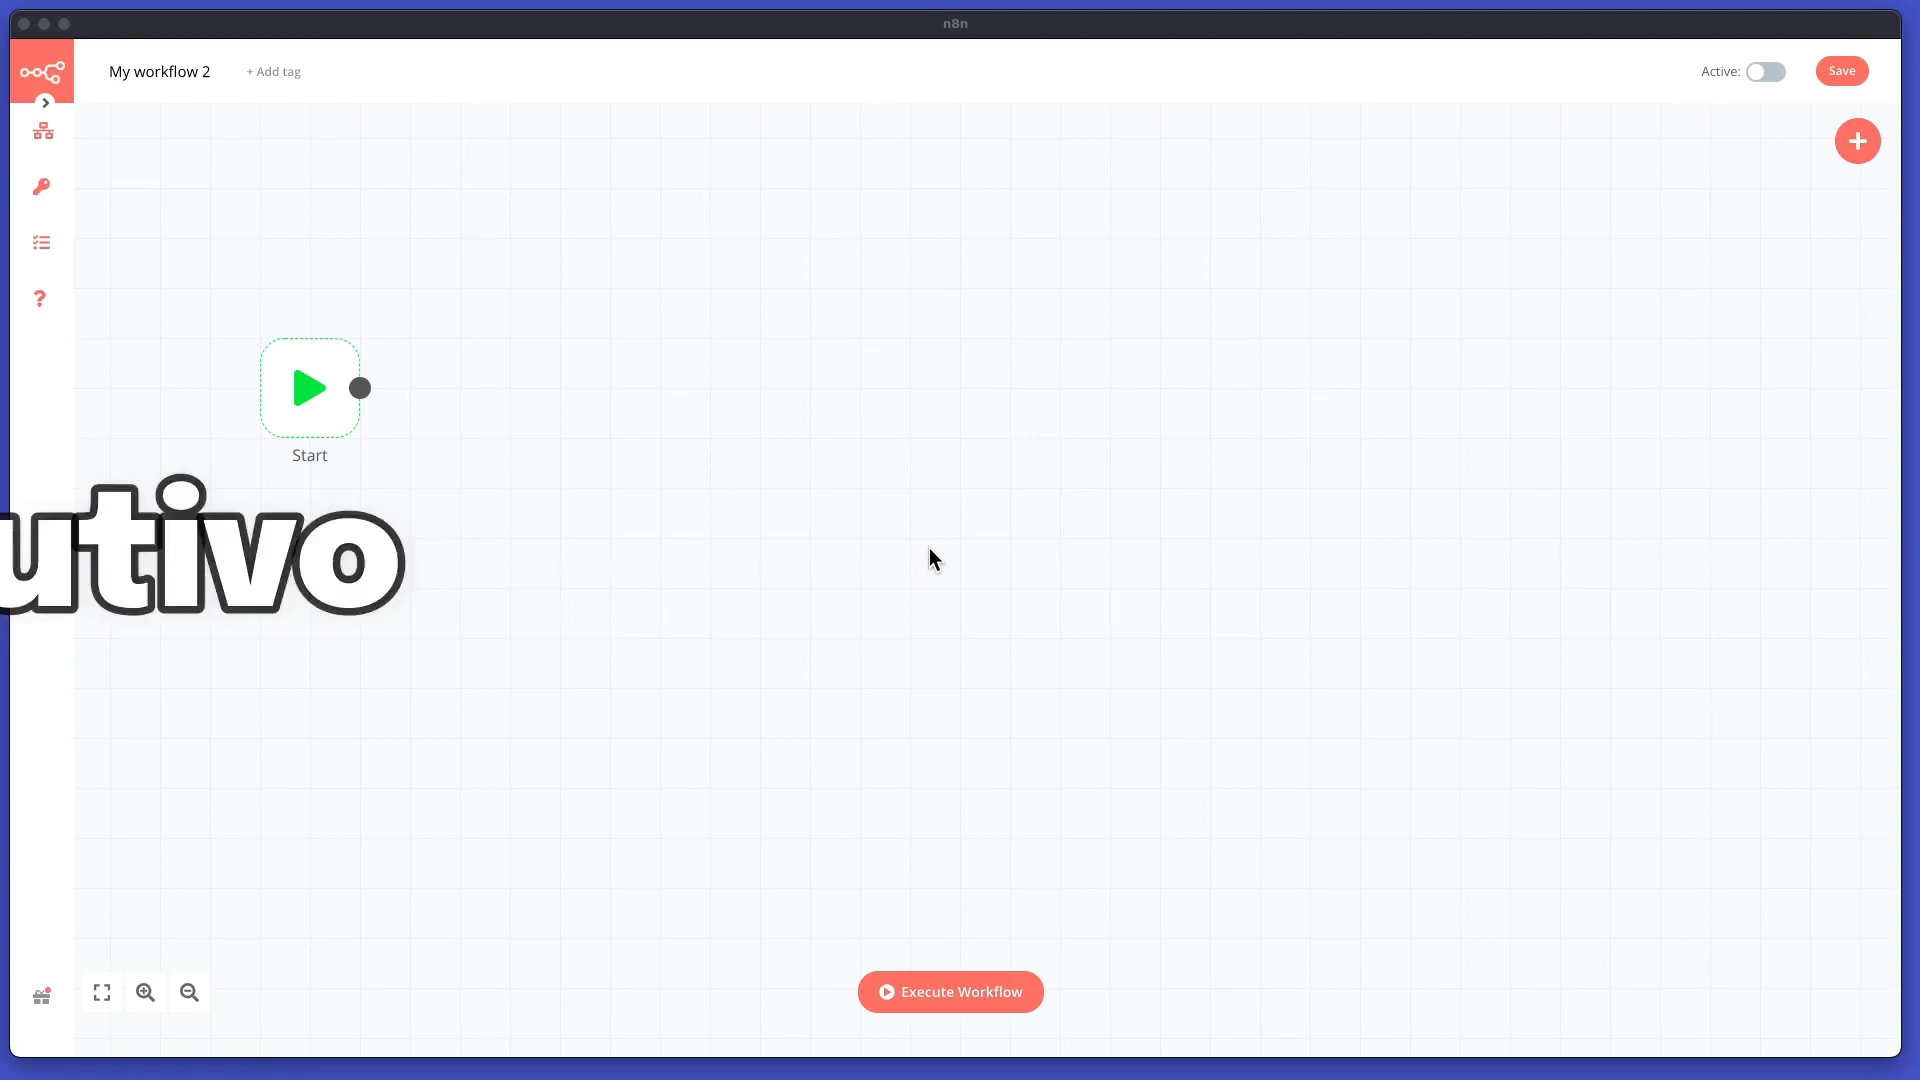 n8n
My workflow 2
+ Add tag
Active:
Save
Start
utivo
Execute Workflow